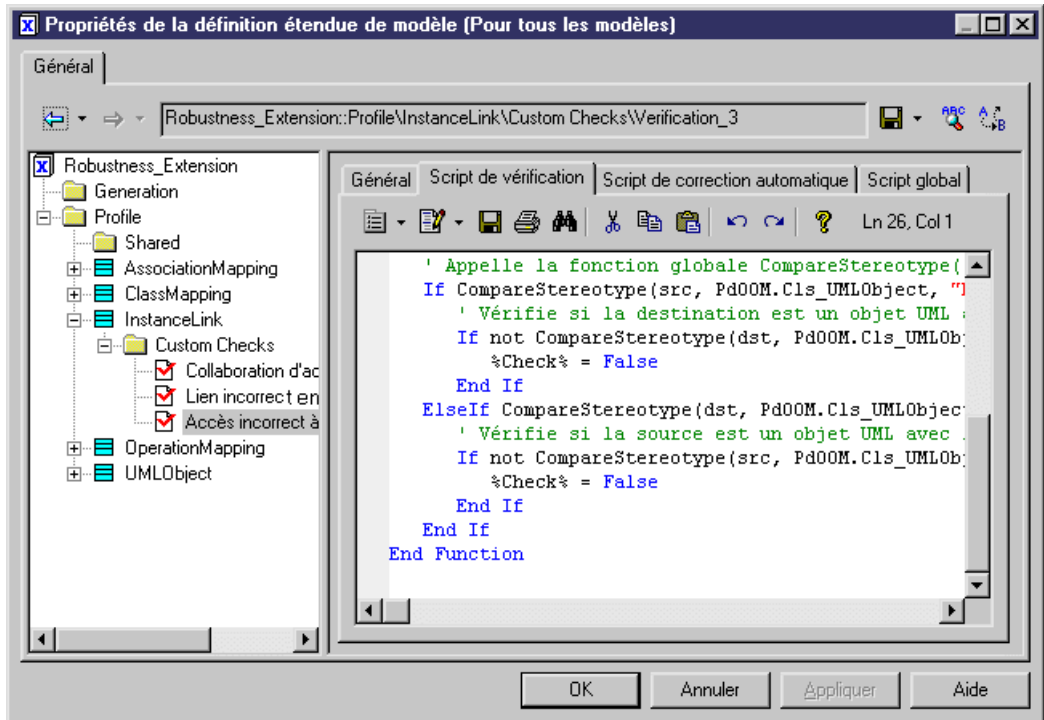 Propriétés de la définition étendue de modèle (Pour tous les modèles)
Général
Robustness_Extension::Profile\InstanceLink\Custom Checks\Verification_3
Robustness_Extension
Generation
Profile
Shared
AssociationMapping
ClassMapping
InstanceLink
Custom Checks
Collaboration d'ac
Lien incorrect en
Accès incorrect à
OperationMapping
UMLObject
Général Script de vérification Script de correction automatique Script global
Ln 26, Col 1
' Appelle la fonction globale CompareStereotype(
If CompareStereotype(src, PdOOM.Cls_UMLObject, "
' Vérifie si la destination est un objet UML
If not CompareStereotype(dst, PdOOM.Cls_UMLOb
%Check% = False
End If
ElseIf CompareStereotype(dst, PdOOM.Cls_UMLObjec
' Vérifie si la source est un objet UML avec
If not CompareStereotype(src, PdOOM.Cls_UMLOb
%Check% = False
End If
End If
End Function
OK Annuler Appliquer Aide